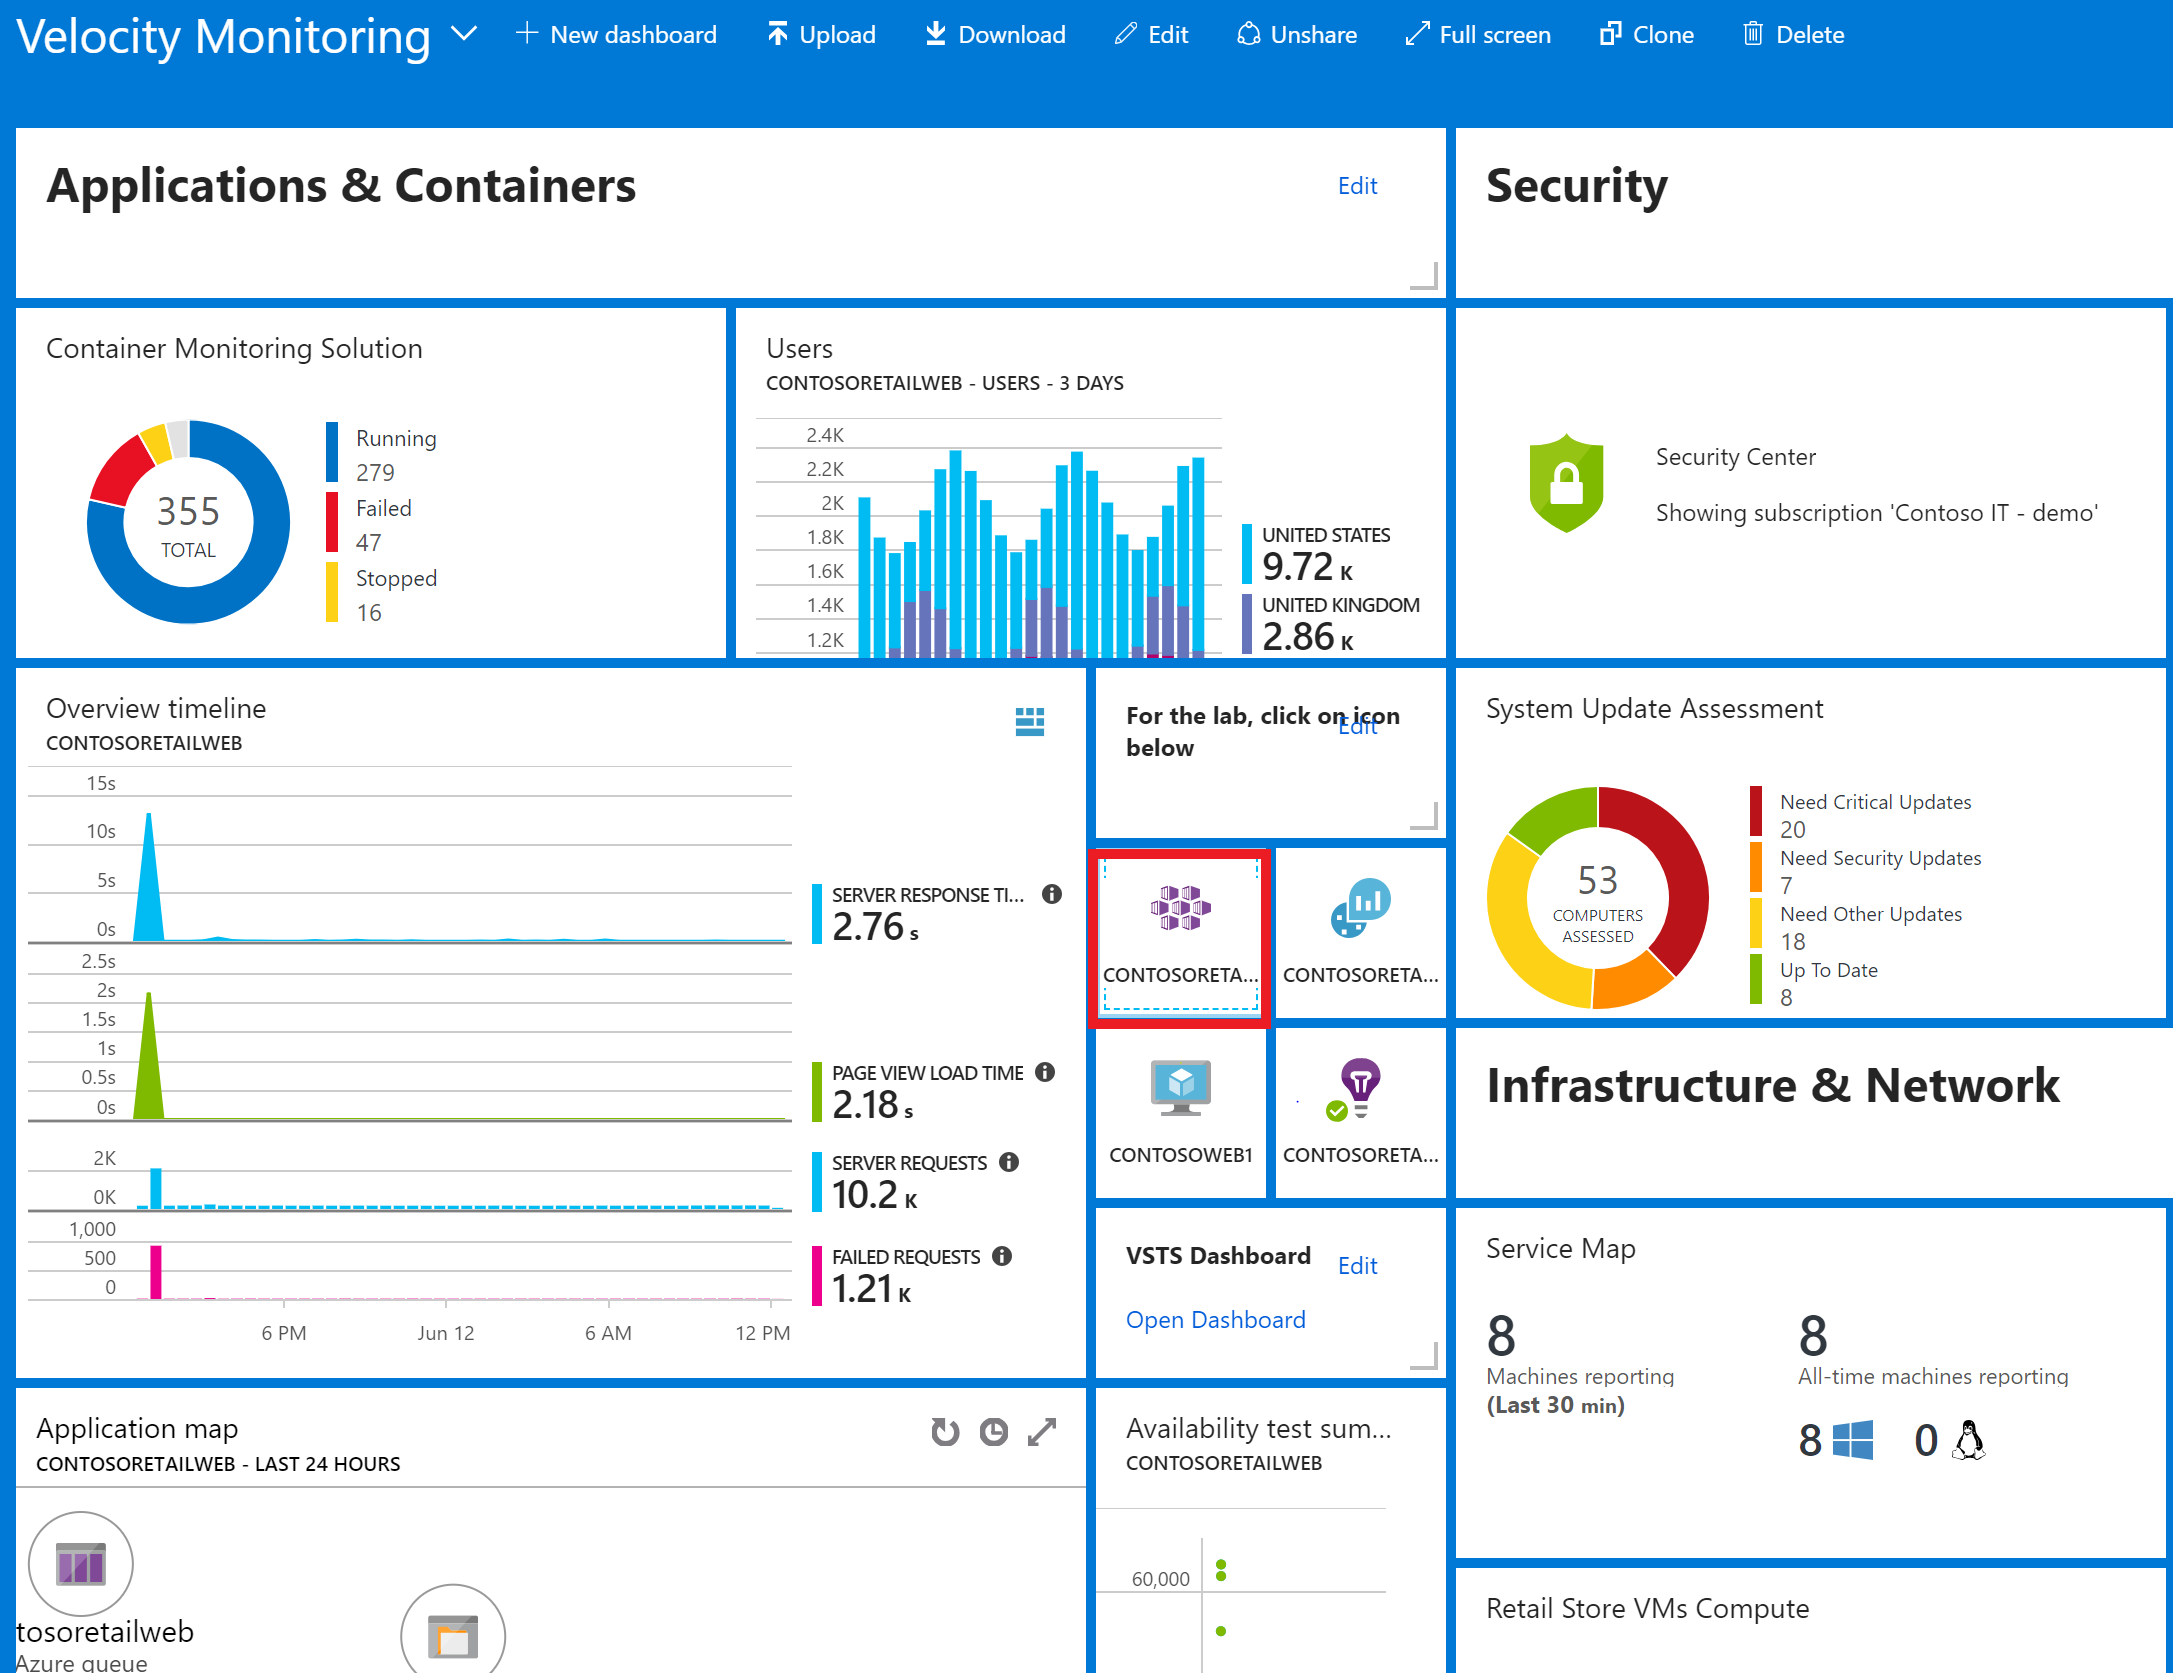 Velocity Monitoring
New dashboard
Upload
Download
Edit
Unshare
Full screen
Clone
Delete
Applications & Containers
Edit
Security
Container Monitoring Solution
355
TOTAL
Running
279
Failed
47
Stopped
16
Users
CONTOSORETAILWEB - USERS - 3 DAYS
2.4K
2.2K
2K
1.8K
1.6K
1.4K
1.2K
UNITED STATES
9.72 K
UNITED KINGDOM
2.86 K
Security Center
Showing subscription 'Contoso IT - demo'
Overview timeline
CONTOSORETAILWEB
15s
10s
5s
0s
SERVER RESPONSE TI...
2.76 s
2.5s
2s
1.5s
1s
0.5s
0s
PAGE VIEW LOAD TIME
2.18 s
2K
0K
SERVER REQUESTS
10.2 K
1,000
500
0
FAILED REQUESTS
1.21 K
6 PM
Jun 12
6 AM
12 PM
For the lab, click on icon
below
Edit
CONTOSORETA...
CONTOSORETA...
CONTOSOWEB1
CONTOSORETA...
VSTS Dashboard
Edit
Open Dashboard
System Update Assessment
53
COMPUTERS
ASSESSED
Need Critical Updates
20
Need Security Updates
7
Need Other Updates
18
Up To Date
8
Infrastructure & Network
Service Map
8
Machines reporting
(Last 30 min)
8
All-time machines reporting
8
0
Application map
CONTOSORETAILWEB - LAST 24 HOURS
tosoretailweb
Azure queue
Availability test sum...
CONTOSORETAILWEB
60,000
Retail Store VMs Compute